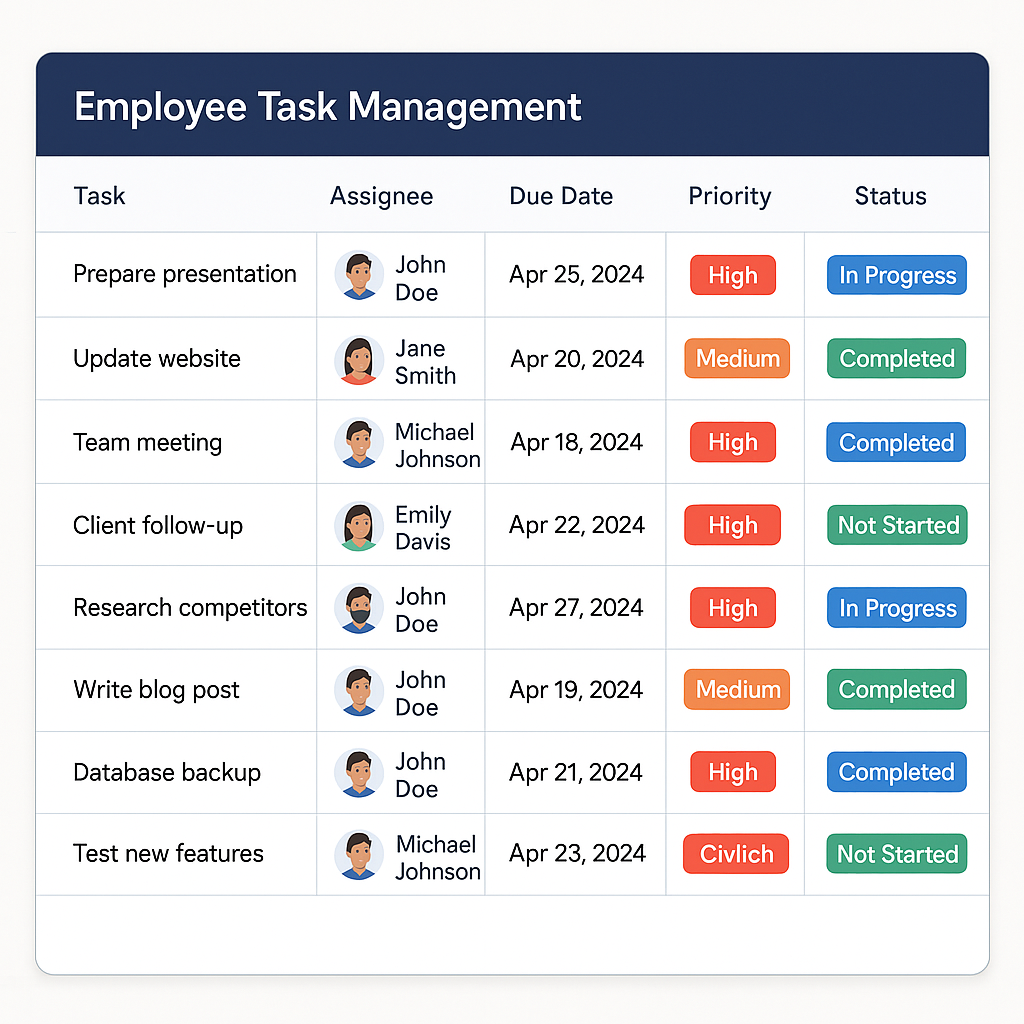 Employee Task Management
Task Assignee Due Date Priority Status
Prepare presentation John Doe Apr 25, 2024 High In Progress
Update website Jane Smith Apr 20, 2024 Medium Completed
Team meeting Michael Johnson Apr 18, 2024 High Completed
Client follow-up Emily Davis Apr 22, 2024 High Not Started
Research competitors John Doe Apr 27, 2024 High In Progress
Write blog post John Doe Apr 19, 2024 Medium Completed
Database backup John Doe Apr 21, 2024 High Completed
Test new features Michael Johnson Apr 23, 2024 Civlich Not Started